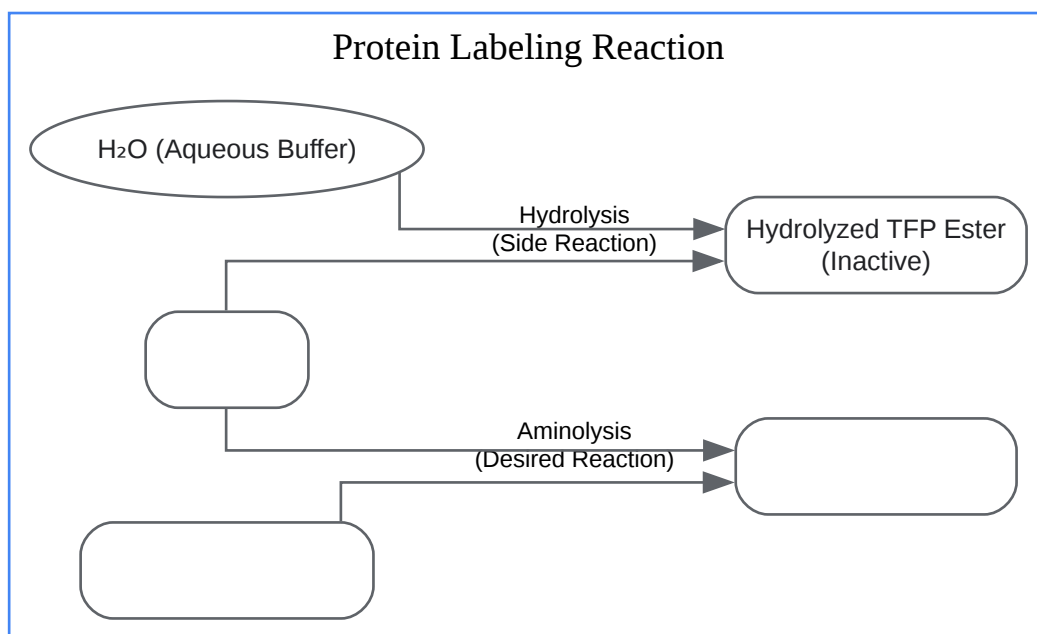 Protein Labeling Reaction
H₂O (Aqueous Buffer)
Hydrolysis
(Side Reaction)
Hydrolyzed TFP Ester
(Inactive)
Aminolysis
(Desired Reaction)